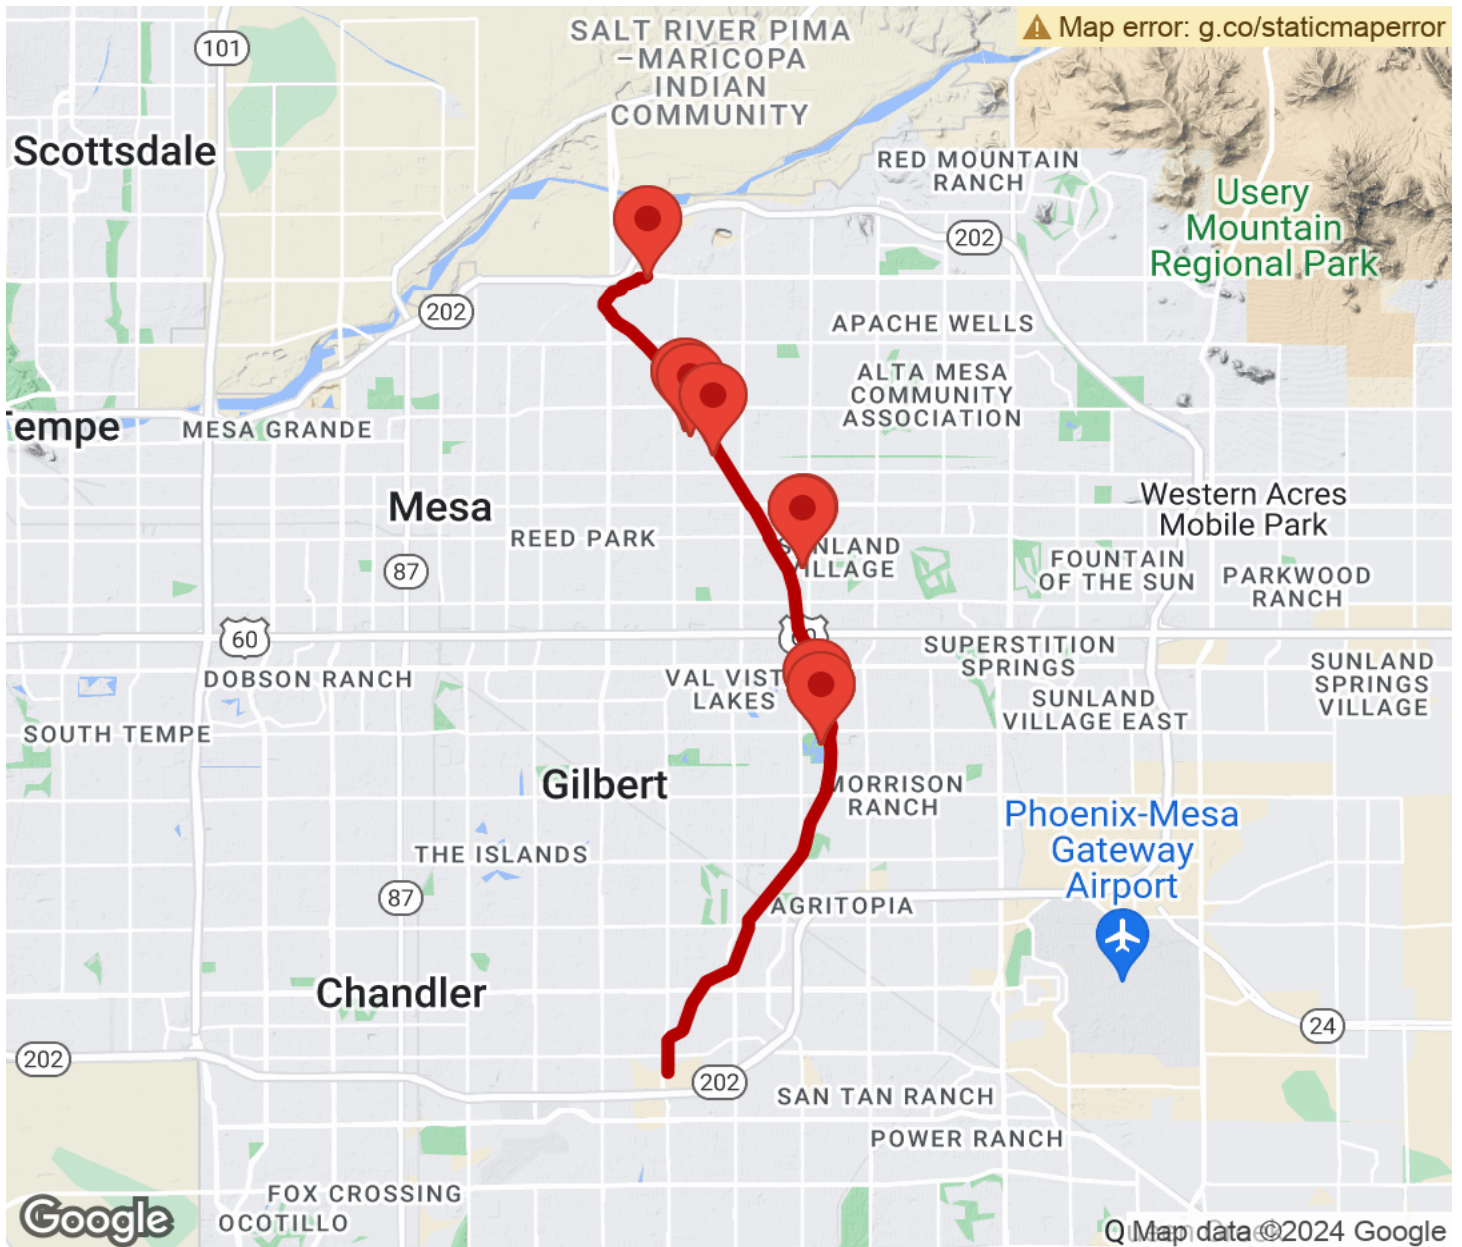 Map error: g.co/staticmaperror
SALT RIVER PIMA
–MARICOPA
INDIAN
COMMUNITY
101
Scottsdale
RED MOUNTAIN
RANCH
Usery
Mountain
Regional Park
202
202
APACHE WELLS
ALTA MESA
COMMUNITY
ASSOCIATION
empe
MESA GRANDE
Mesa
REED PARK
Western Acres
Mobile Park
87
FOUNTAIN
OF THE SUN
PARKWOOD
RANCH
60
SUPERSTITION
SPRINGS
DOBSON RANCH
VAL VIST
LAKES
SUNLAND
SPRINGS
VILLAGE
SUNLAND
VILLAGE EAST
SOUTH TEMPE
Gilbert
MORRISON
RANCH
Phoenix-Mesa
Gateway
Airport
THE ISLANDS
87
AGRITOPIA
Chandler
24
202
202
SAN TAN RANCH
POWER RANCH
FOX CROSSING
OCOTILLO
Google
Map data ©2024 Google